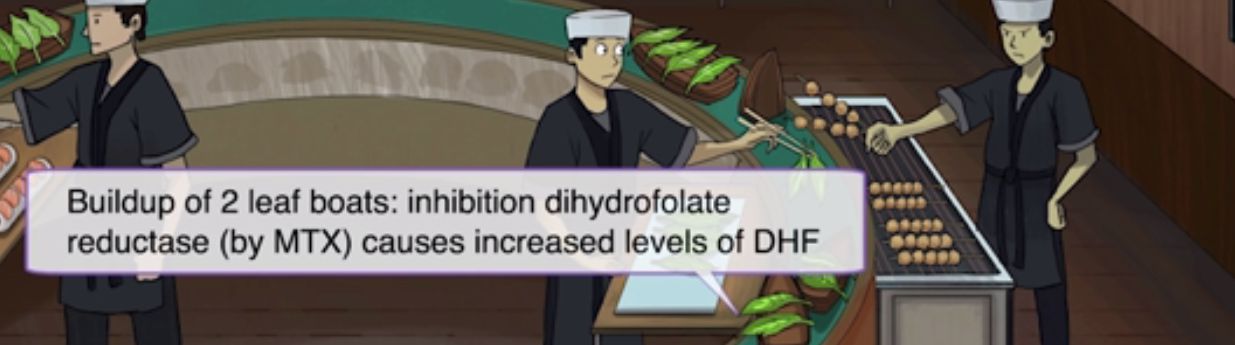 Buildup of 2 leaf boats: inhibition dihydrofolate
reductase (by MTX) causes increased levels of DHF